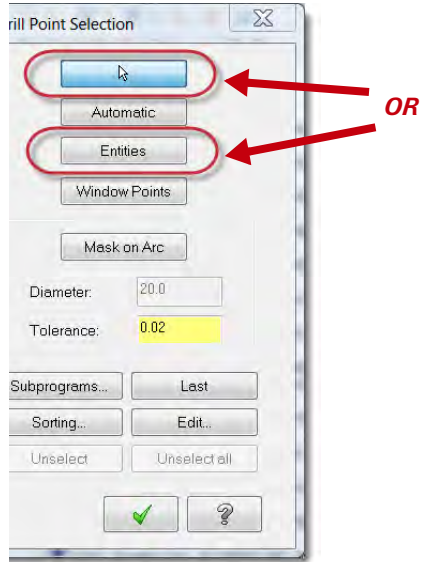 rill Point Selection
OR
Automatic
Entities
Window Points
Mask on Arc
Diameter: 20.0
Tolerance: 0.02
Subprograms... Last
Sorting... Edit...
Unselect Unselect all
?